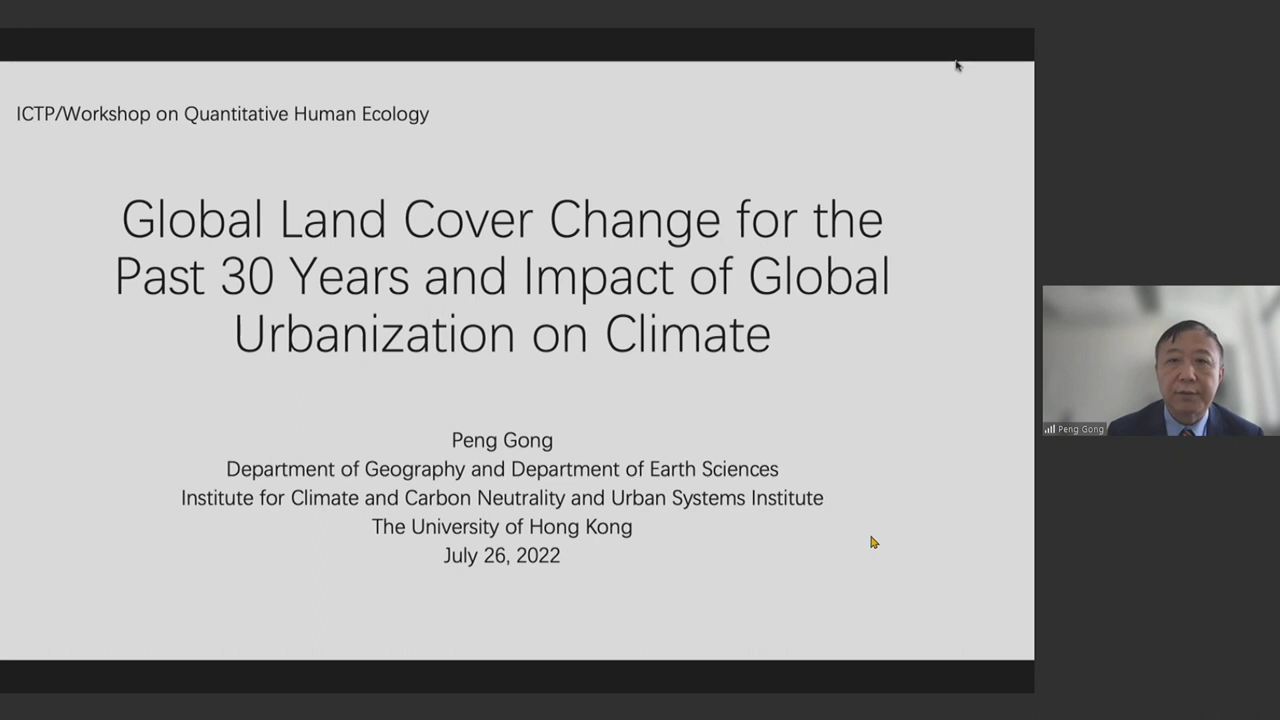 ICTP/Workshop on Quantitative Human Ecology
Global Land Cover Change for the
Past 30 Years and Impact of Global
Urbanization on Climate
Peng Gong
Department of Geography and Department of Earth Sciences
Institute for Climate and Carbon Neutrality and Urban Systems Institute
The University of Hong Kong
July 26, 2022
Peng Gong